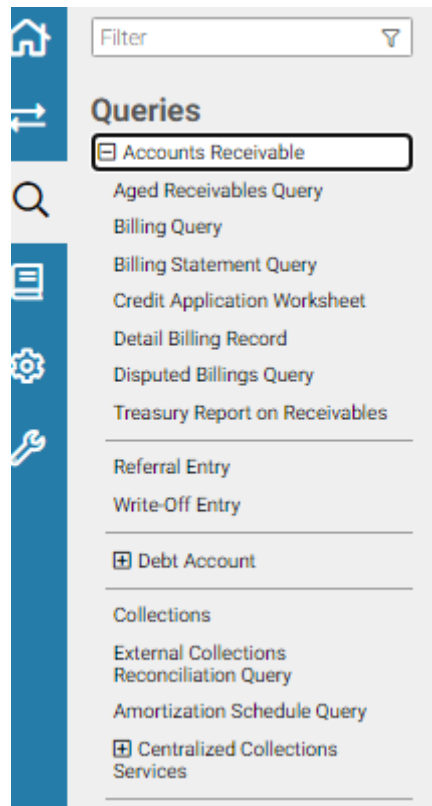 Filter
Queries
Accounts Receivable
Aged Receivables Query
Billing Query
Billing Statement Query
Credit Application Worksheet
Detail Billing Record
Disputed Billings Query
Treasury Report on Receivables
Referral Entry
Write-Off Entry
Debt Account
Collections
External Collections
Reconciliation Query
Amortization Schedule Query
Centralized Collections
Services